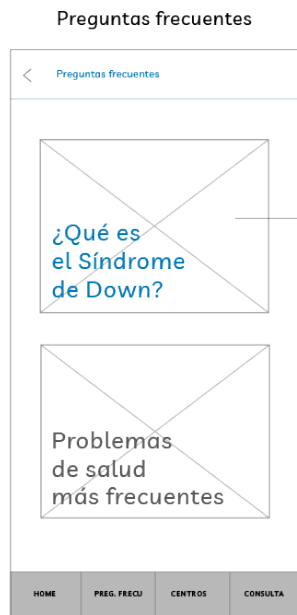 Preguntas frecuentes
Preguntas frecuentes
¿Qué es
el Síndrome
de Down?
Problemas
de salud
más frecuentes
HOME PREG. FRECU CENTROS CONSULTA